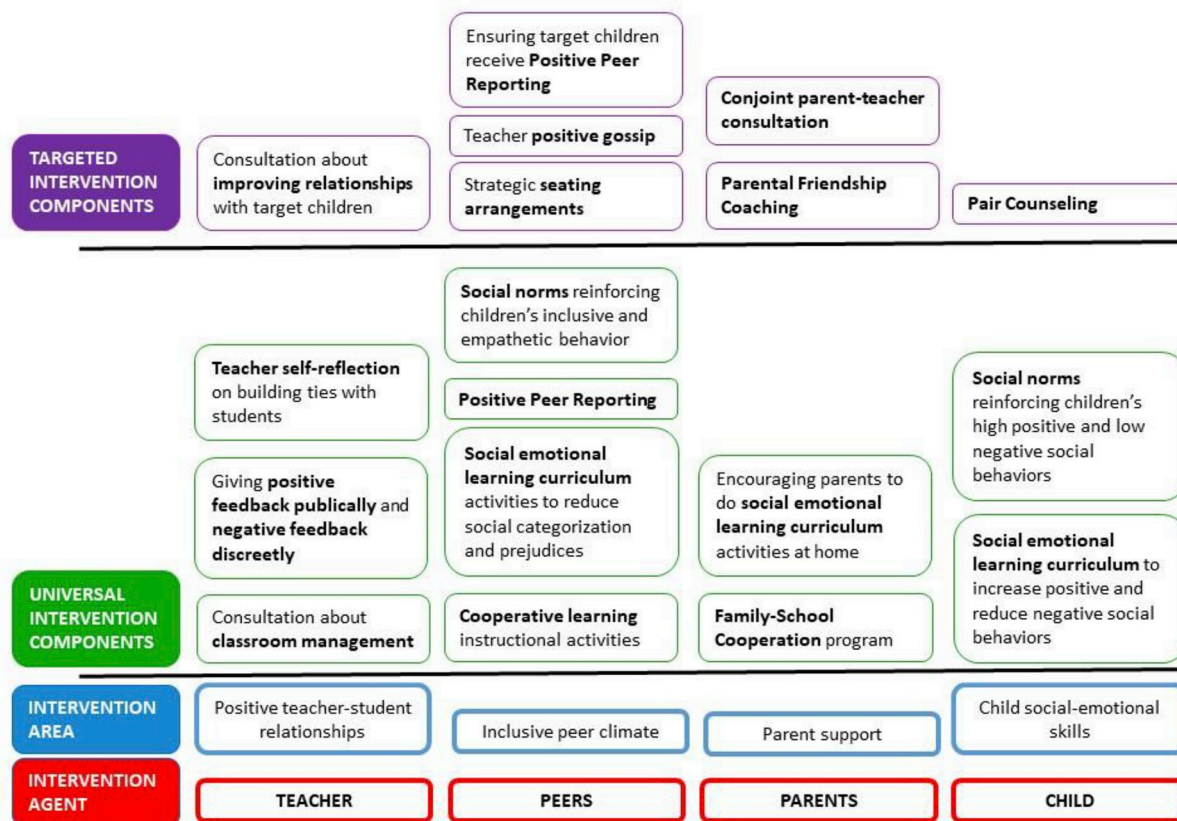 TARGETED
INTERVENTION
COMPONENTS
Consultation about
improving relationships
with target children
Ensuring target children
receive Positive Peer
Reporting
Teacher positive gossip
Strategic seating
arrangements
Conjoint parent-teacher
consultation
Parental Friendship
Coaching
Pair Counseling
UNIVERSAL
INTERVENTION
COMPONENTS
Teacher self-reflection
on building ties with
students
Giving positive
feedback publically and
negative feedback
discreetly
Consultation about
classroom management
Social norms reinforcing
children's inclusive and
empathetic behavior
Positive Peer Reporting
Social emotional
learning curriculum
activities to reduce
social categorization
and prejudices
Cooperative learning
instructional activities
Encouraging parents to
do social emotional
learning curriculum
activities at home
Family-School
Cooperation program
Social norms
reinforcing children's
high positive and low
negative social
behaviors
Social emotional
learning curriculum to
increase positive and
reduce negative social
behaviors
INTERVENTION
AREA
Positive teacher-student
relationships
Inclusive peer climate
Parent support
Child social-emotional
skills
INTERVENTION
AGENT
TEACHER
PEERS
PARENTS
CHILD